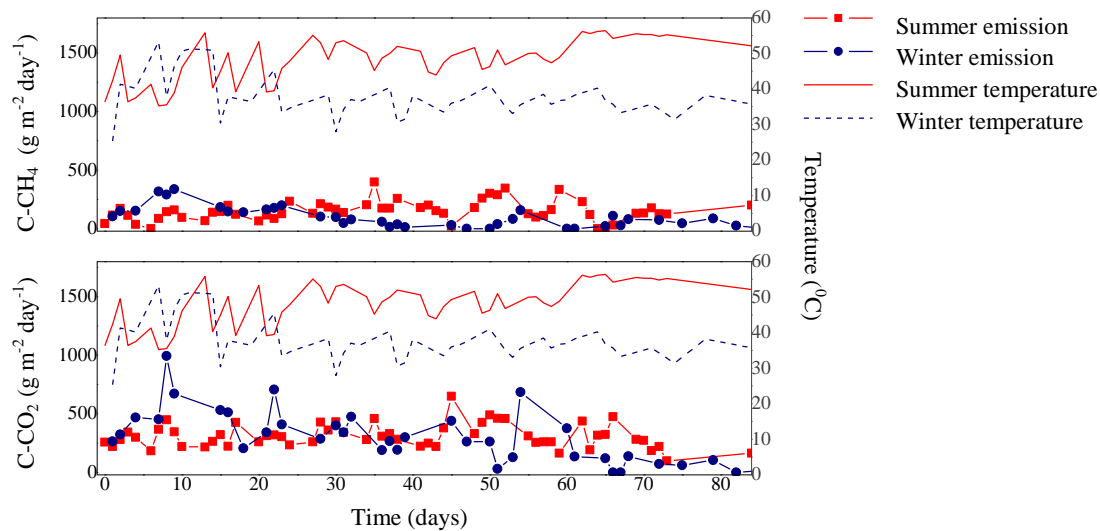 1500
1000
500
0
C-CH₄ (g m⁻² day⁻¹)
60
50
40
30
20
10
0
Summer emission
Winter emission
Summer temperature
Winter temperature
Temperature (⁰C)
1500
1000
500
0
C-CO₂ (g m⁻² day⁻¹)
60
50
40
30
20
10
0
0 10 20 30 40 50 60 70 80
Time (days)